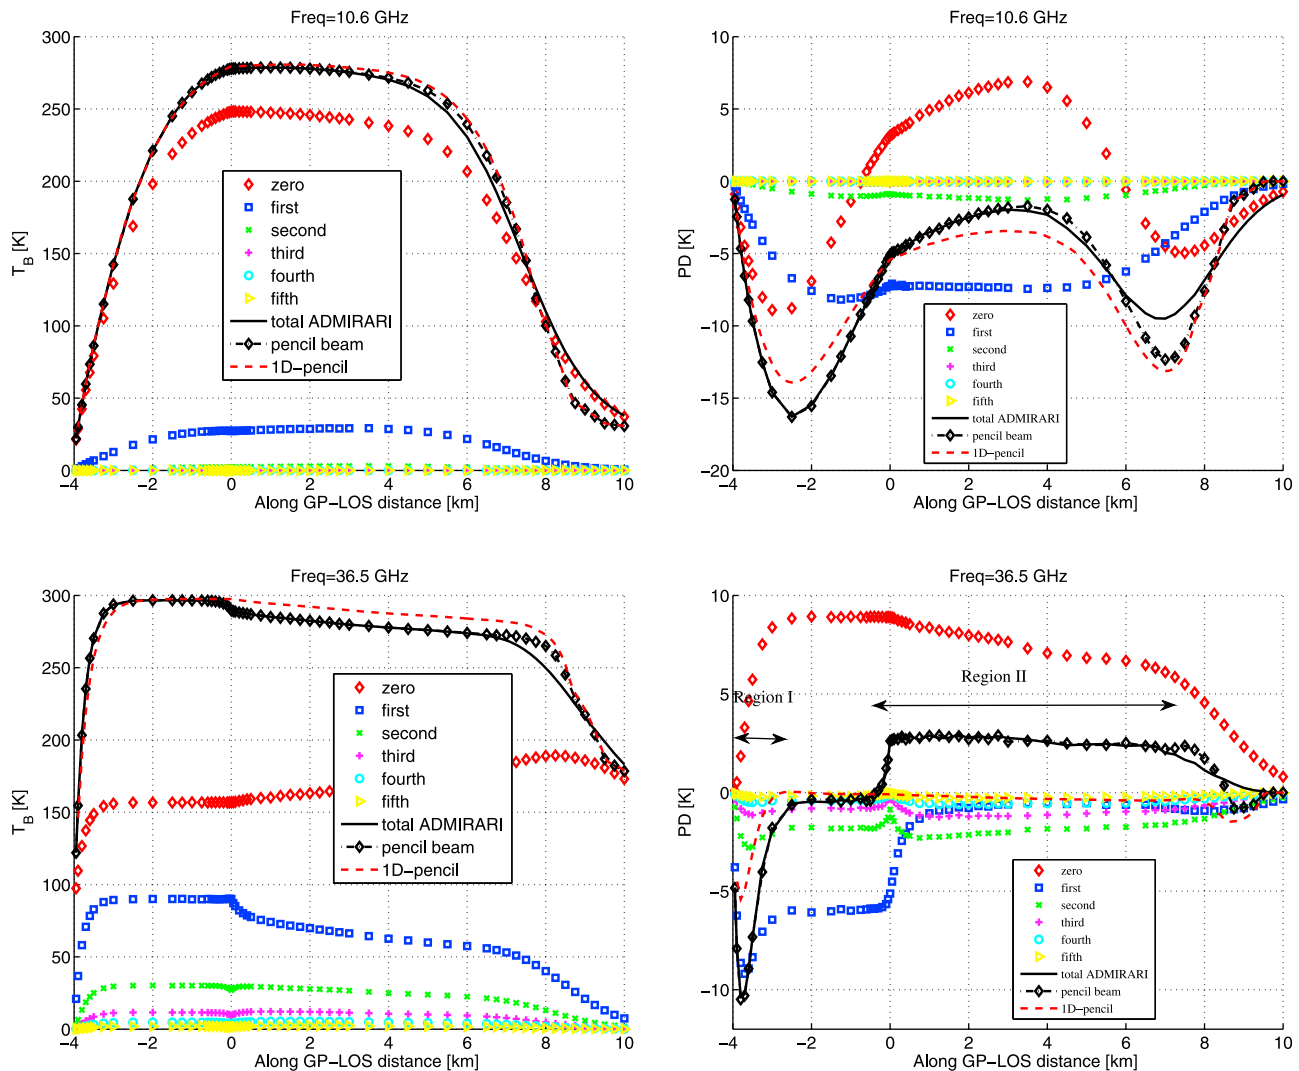 Freq=10.6 GHz
300
250
200
150
100
50
0
T_B [K]
zero
first
second
third
fourth
fifth
total ADMIRARI
pencil beam
1D-pencil
-4 -2 0 2 4 6 8 10
Along GP-LOS distance [km]
Freq=10.6 GHz
10
5
0
-5
-10
-15
-20
PD [K]
zero
first
second
third
fourth
fifth
total ADMIRARI
pencil beam
1D-pencil
-4 -2 0 2 4 6 8 10
Along GP-LOS distance [km]
Freq=36.5 GHz
300
250
200
150
100
50
0
T_B [K]
zero
first
second
third
fourth
fifth
total ADMIRARI
pencil beam
1D-pencil
-4 -2 0 2 4 6 8 10
Along GP-LOS distance [km]
Freq=36.5 GHz
10
5
0
-5
-10
PD [K]
Region I
Region II
zero
first
second
third
fourth
fifth
total ADMIRARI
pencil beam
1D-pencil
-4 -2 0 2 4 6 8 10
Along GP-LOS distance [km]